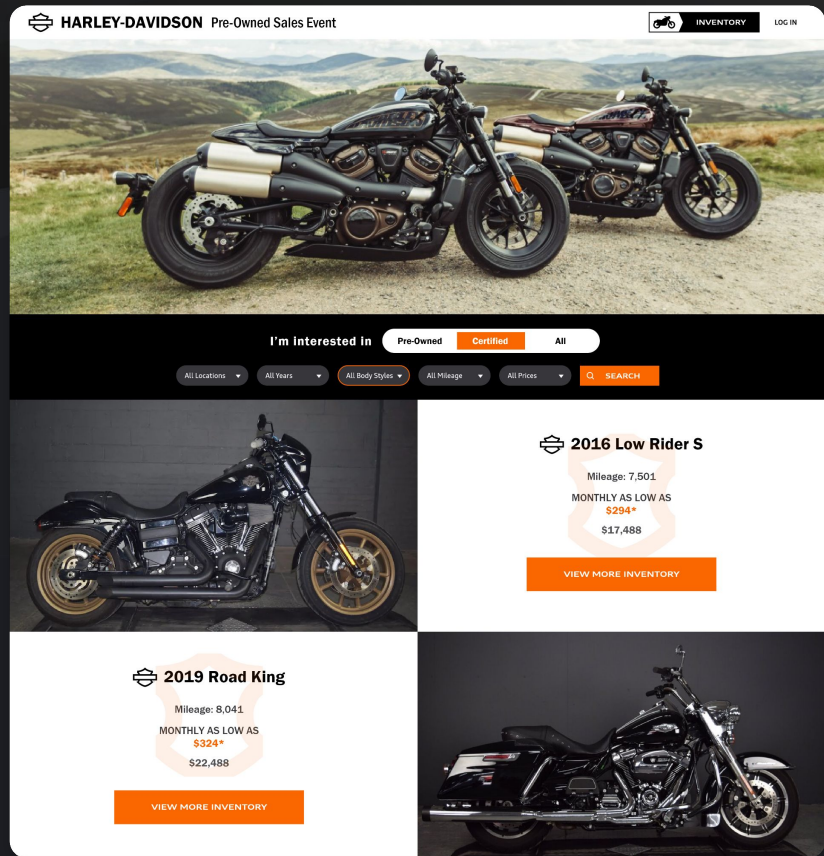 HARLEY-DAVIDSON Pre-Owned Sales Event
INVENTORY
LOG IN
I'm interested in
Pre-Owned
Certified
All
All Locations
All Years
All Body Styles
All Mileage
All Prices
SEARCH
2016 Low Rider S
Mileage: 7,501
MONTHLY AS LOW AS
$294*
$17,488
VIEW MORE INVENTORY
2019 Road King
Mileage: 8,041
MONTHLY AS LOW AS
$324*
$22,488
VIEW MORE INVENTORY